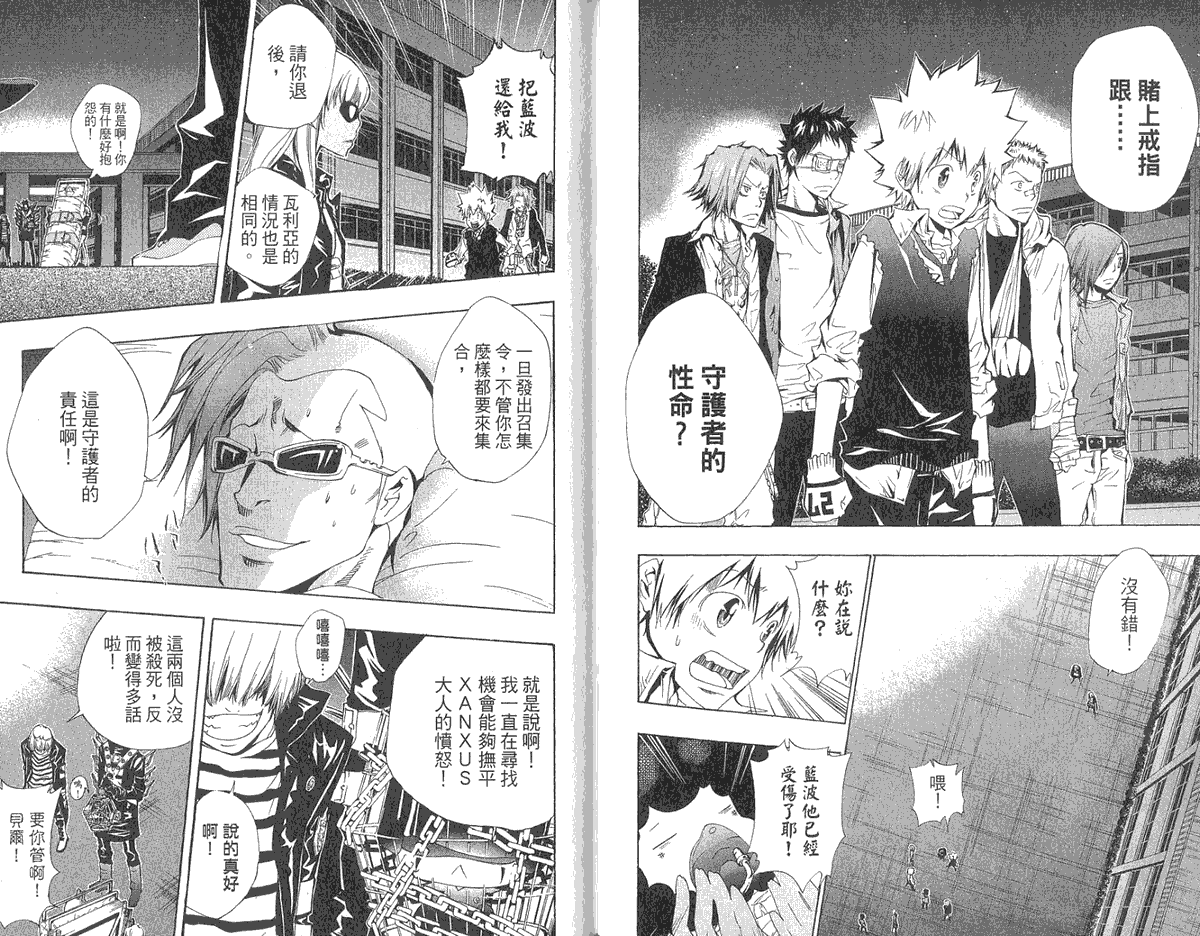 賭上戒指
跟……
守護者的
性命？
沒有錯！
妳在說
什麼？
喂！
藍波他已經
受傷了耶！
把藍波
還給我！
請你退
後，
瓦利亞的
情況也是
相同的。
就是啊！你
有什麼好抱
怨的！
一旦發出召集
令，不管你怎
麼樣都要來集
合，
這是守護者的
責任啊！
就是說啊！
我一直在尋找
機會能夠撫平
XANXUS
大人的憤怒！
嘻嘻嘻…
說的真好
啊！
這兩個人沒
被殺死，反
而變得多話
啦！
要你管啊！
貝爾！
27